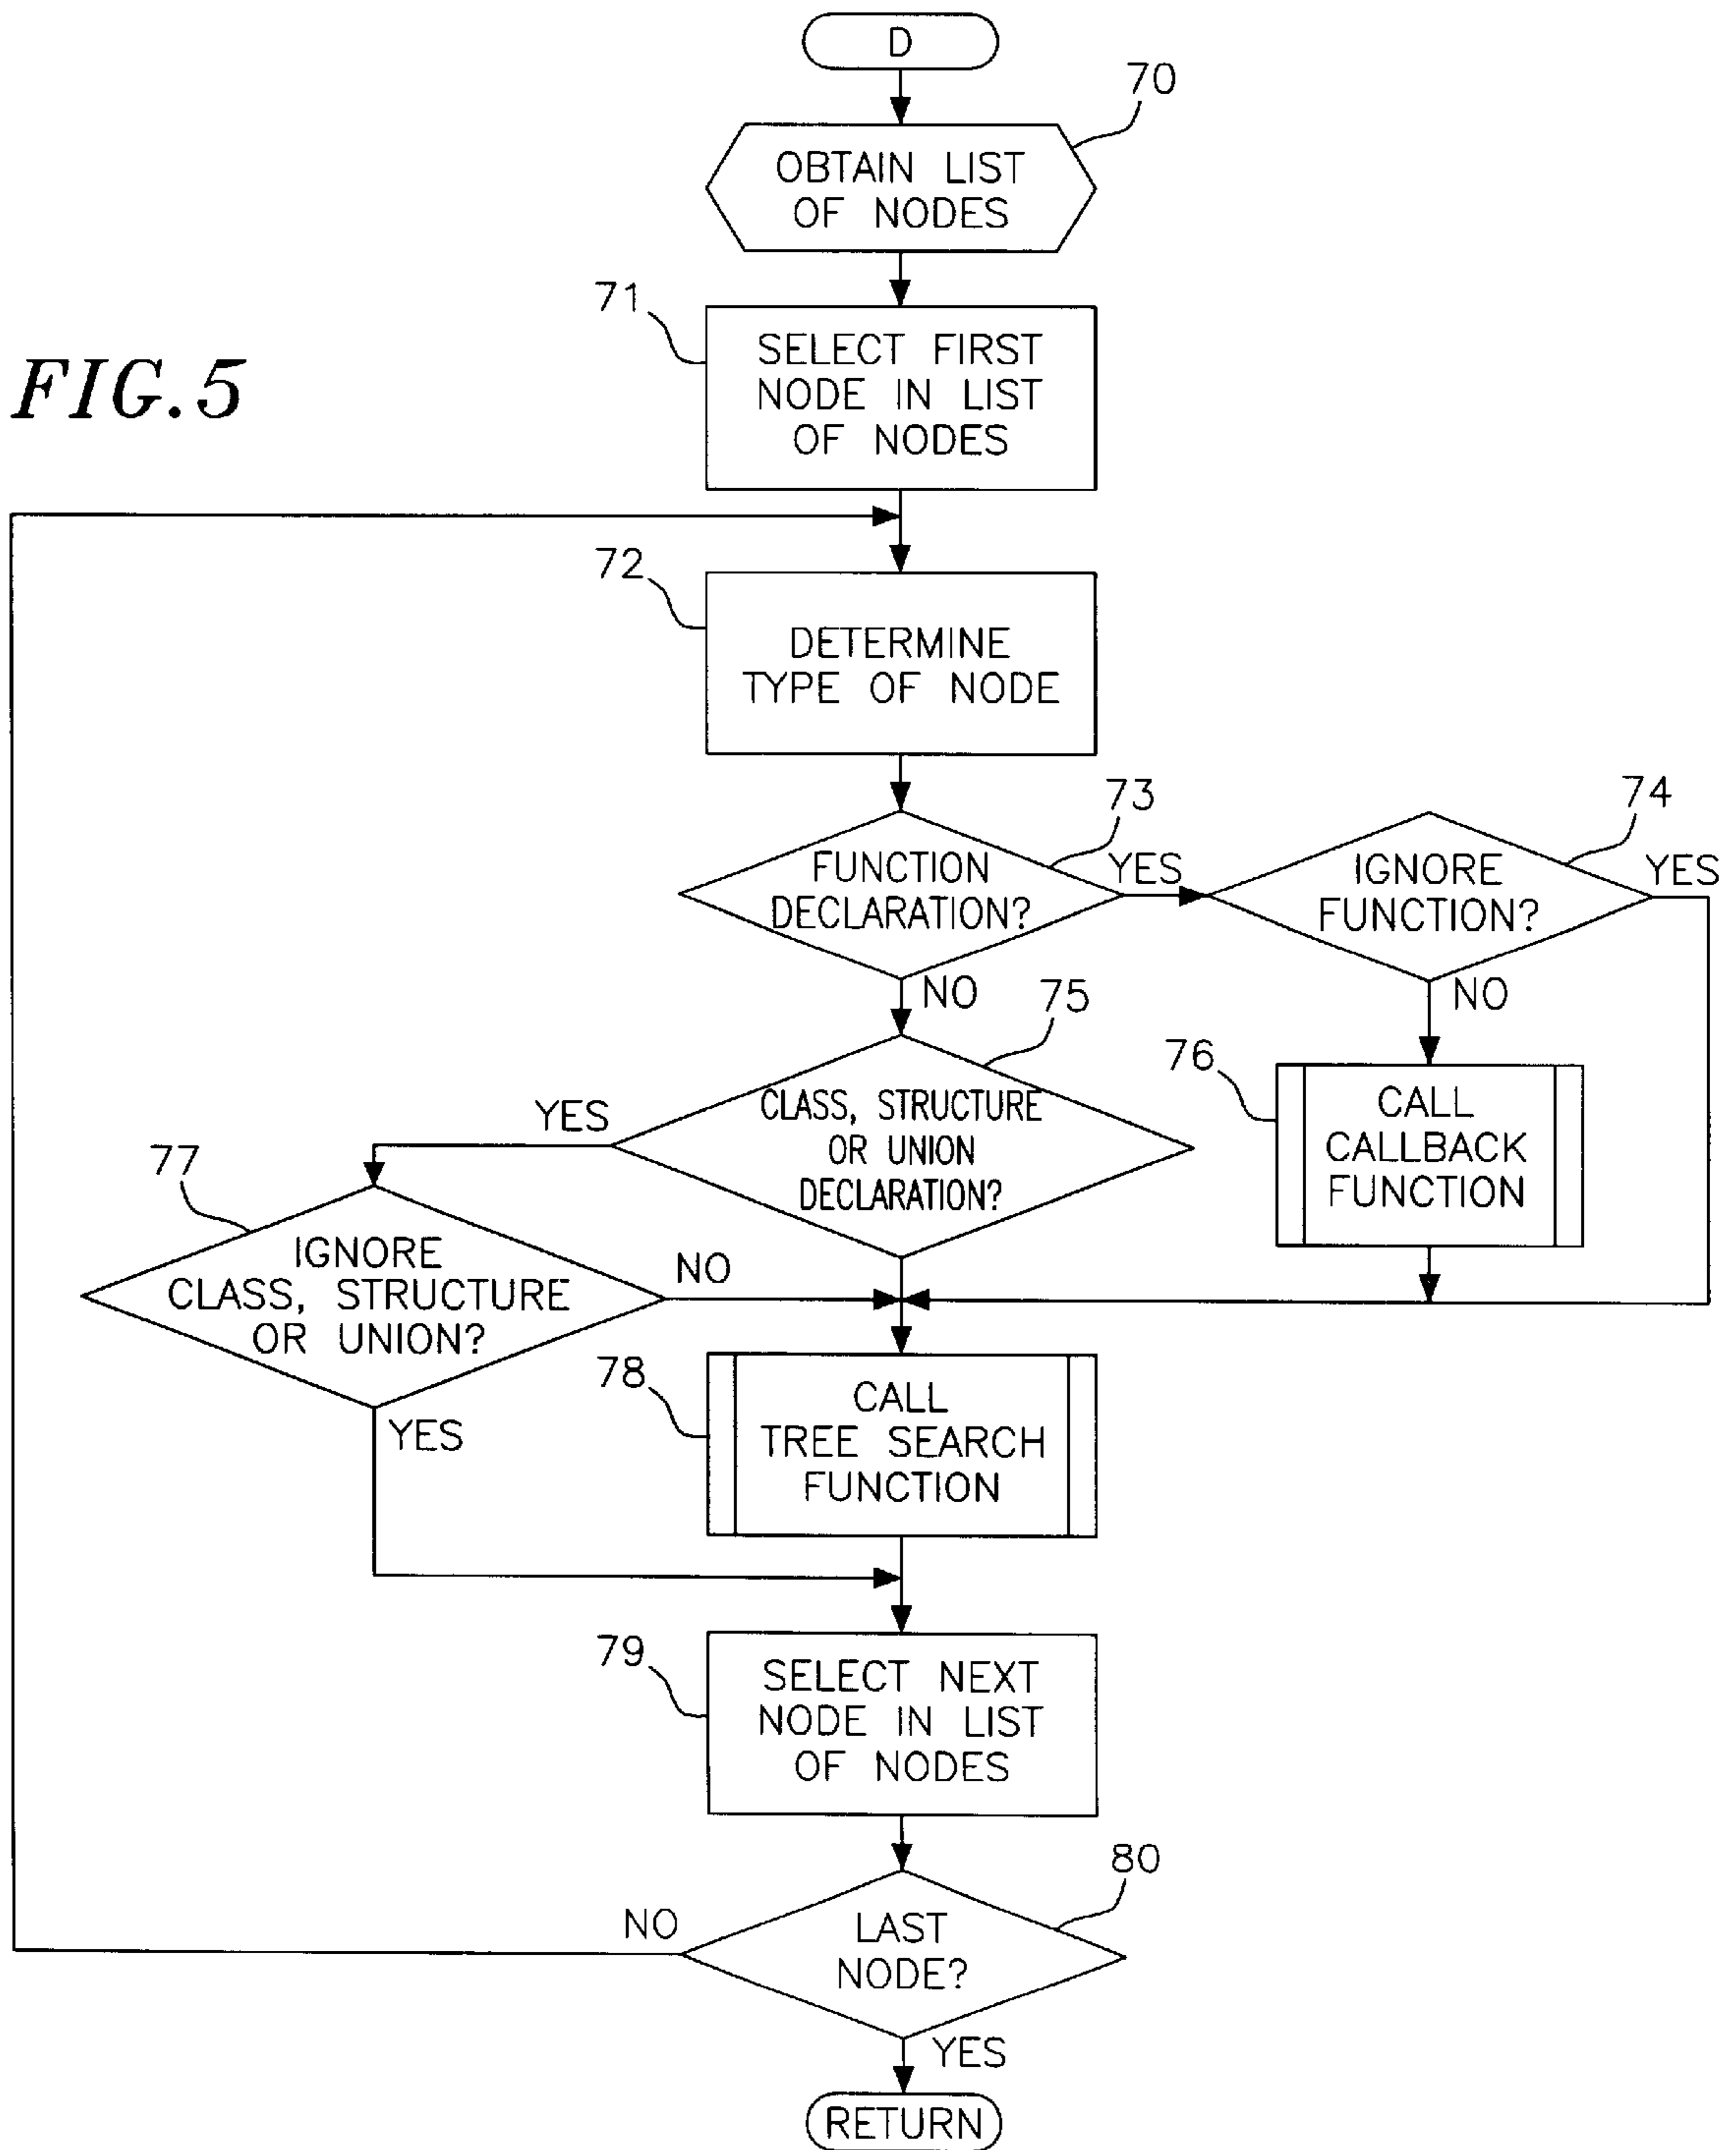 D
70
OBTAIN LIST
OF NODES
71
SELECT FIRST
NODE IN LIST
OF NODES
FIG.5
72
DETERMINE
TYPE OF NODE
73
FUNCTION
DECLARATION?
YES
74
IGNORE
FUNCTION?
YES
NO
NO
75
CLASS, STRUCTURE
OR UNION
DECLARATION?
YES
76
CALL
CALLBACK
FUNCTION
77
IGNORE
CLASS, STRUCTURE
OR UNION?
NO
YES
78
CALL
TREE SEARCH
FUNCTION
79
SELECT NEXT
NODE IN LIST
OF NODES
80
LAST
NODE?
NO
YES
RETURN